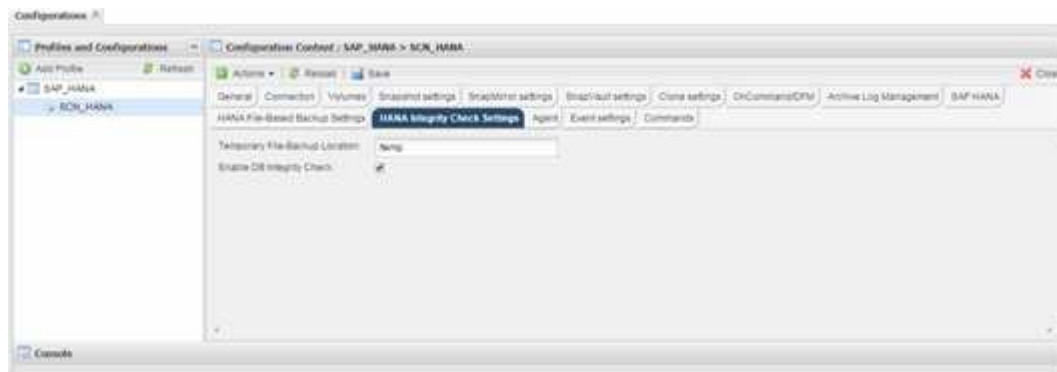 Configurations
Profiles and Configurations
Configuration Content : SAP_HANA > SCN_HANA
Add Profile Refresh
Actions Reload Save Close
SAP_HANA
SCN_HANA
General Connection Volumes Snapshot settings SnapMirror settings SnapVault settings Clone settings OnCommand/DFM Archive Log Management SAP HANA
HANA File-Based Backup Settings HANA Integrity Check Settings Agent Event settings Commands
Temporary File-Backup Location:
Enable DB Integrity Check:
Console